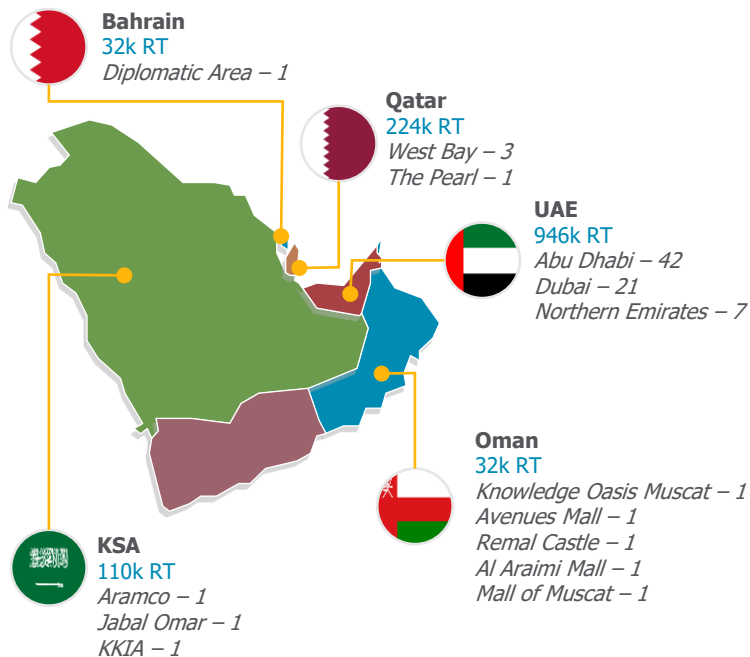 Bahrain
32k RT
Diplomatic Area – 1
Qatar
224k RT
West Bay – 3
The Pearl – 1
UAE
946k RT
Abu Dhabi – 42
Dubai – 21
Northern Emirates – 7
Oman
32k RT
Knowledge Oasis Muscat – 1
Avenues Mall – 1
Remal Castle – 1
Al Araimi Mall – 1
Mall of Muscat – 1
KSA
110k RT
Aramco – 1
Jabal Omar – 1
KKIA – 1